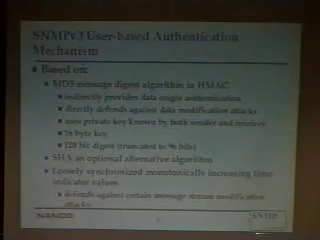 SNMPv3 User-based Authentication
Mechanism
Based on:
MD5 message digest algorithm in HMAC
indirectly provides data origin authentication
directly defends against data modification attacks
uses private key known by both sender and receiver
16 byte key
128 bit digest (truncated to 96 bits)
SHA an optional alternative algorithm
Loosely synchronized monotonically increasing time
indicator values
defends against certain message stream modification
attacks
NANOG
SNMP